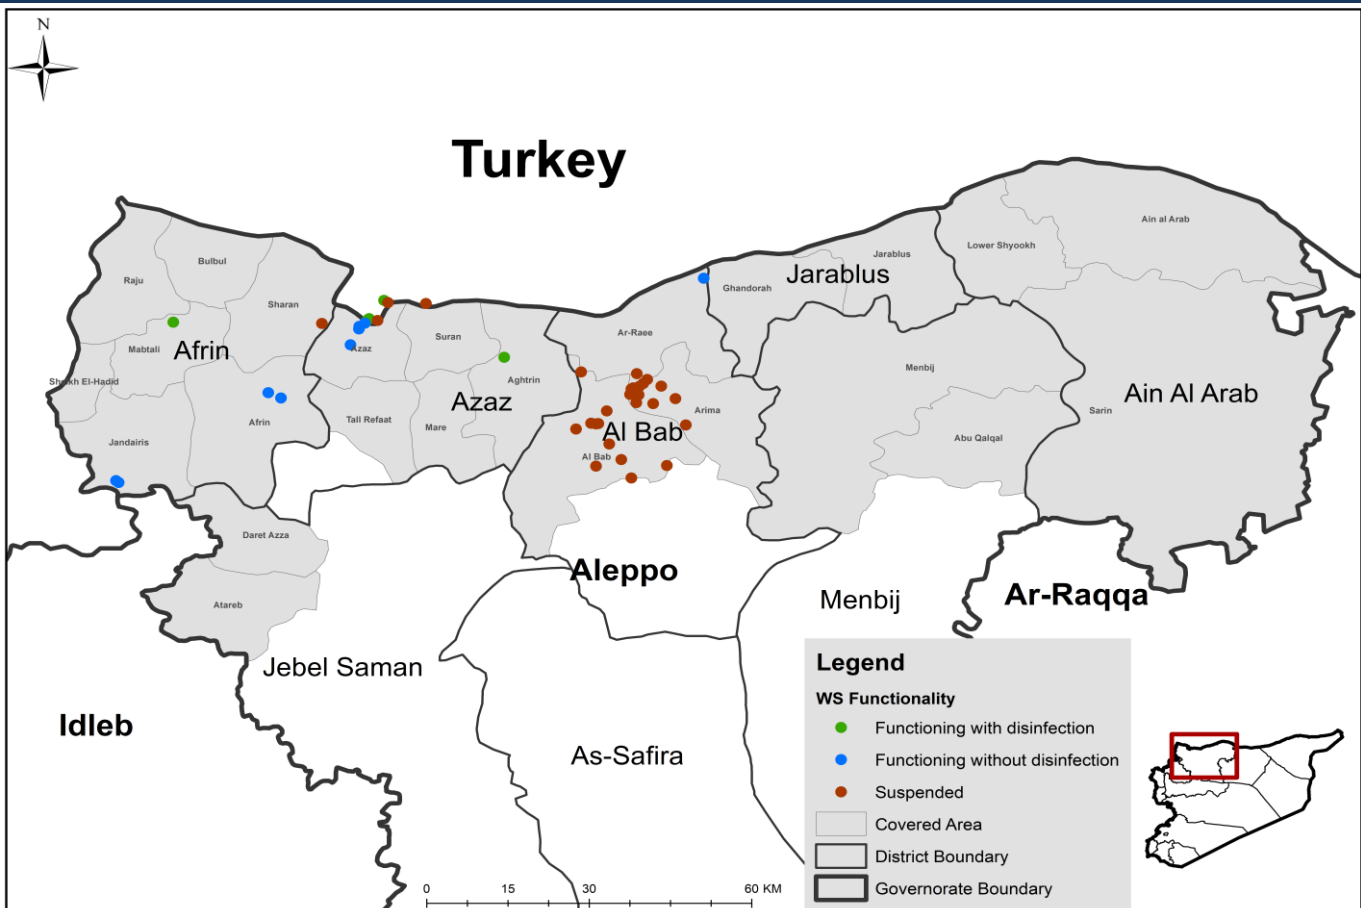 N
Turkey
Ain al Arab
Bulbul
Lower Shyookh
Jarablus
Raju
Jarablus
Ghandorah
Sharan
Ar-Raee
Suran
Mabtali
Afrin
Azaz
Menbij
Aghtrin
Sheikh El-Hadid
Ain Al Arab
Azaz
Arima
Sarin
Afrin
Tall Refaat
Mare
Al Bab
Abu Qalqal
Jandairis
Al Bab
Daret Azza
Aleppo
Ar-Raqqa
Menbij
Atareb
Jebel Saman
Idleb
As-Safira
Legend
WS Functionality
Functioning with disinfection
Functioning without disinfection
Suspended
Covered Area
District Boundary
Governorate Boundary
0 15 30 60 KM